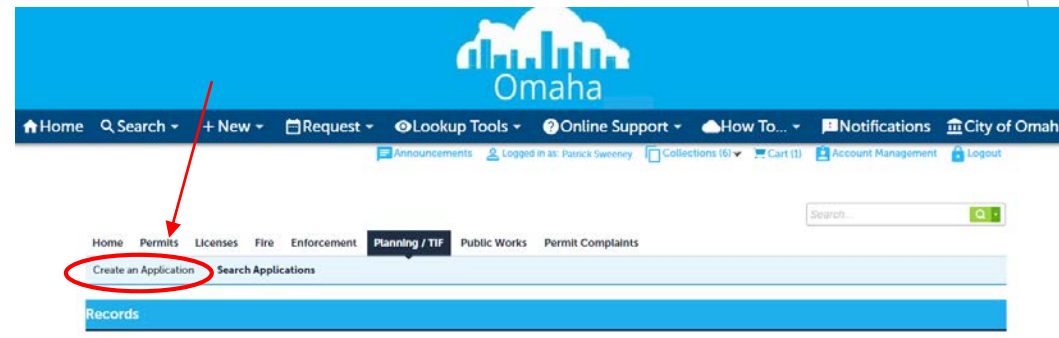 Omaha
Home Search + New Request Lookup Tools Online Support How To... Notifications City of Omah
Announcements Logged in as: Patrick Sweeney Collections (6) Cart (1) Account Management Logout
Search...
Home Permits Licenses Fire Enforcement Planning / TIF Public Works Permit Complaints
Create an Application Search Applications
Records